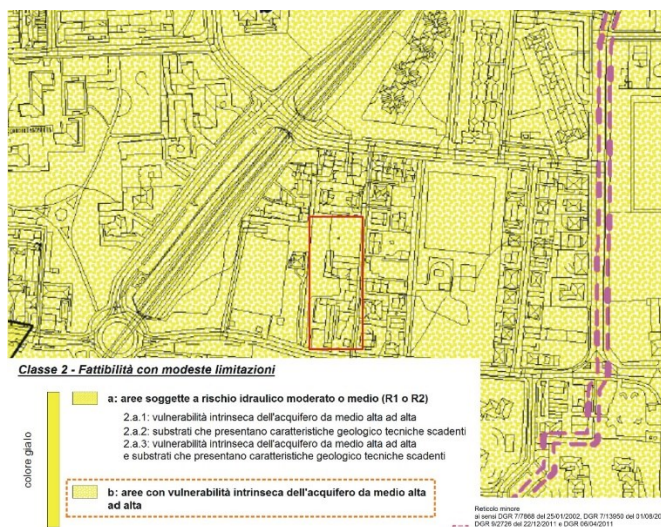 Classe 2 - Fattibilità con modeste limitazioni
colore giallo
a: aree soggette a rischio idraulico moderato o medio (R1 o R2)
2.a.1: vulnerabilità intrinseca dell'acquifero da medio alta ad alta
2.a.2: substrati che presentano caratteristiche geologico tecniche scadenti
2.a.3: vulnerabilità intrinseca dell'acquifero da medio alta ad alta
e substrati che presentano caratteristiche geologico tecniche scadenti
b: aree con vulnerabilità intrinseca dell'acquifero da medio alta
ad alta
Reticolo minore
ai sensi DGR 7/7868 del 25/01/2002, DGR 7/13950 del 01/08/20
DGR 9/2726 del 22/12/2011 e DGR 06/04/2011